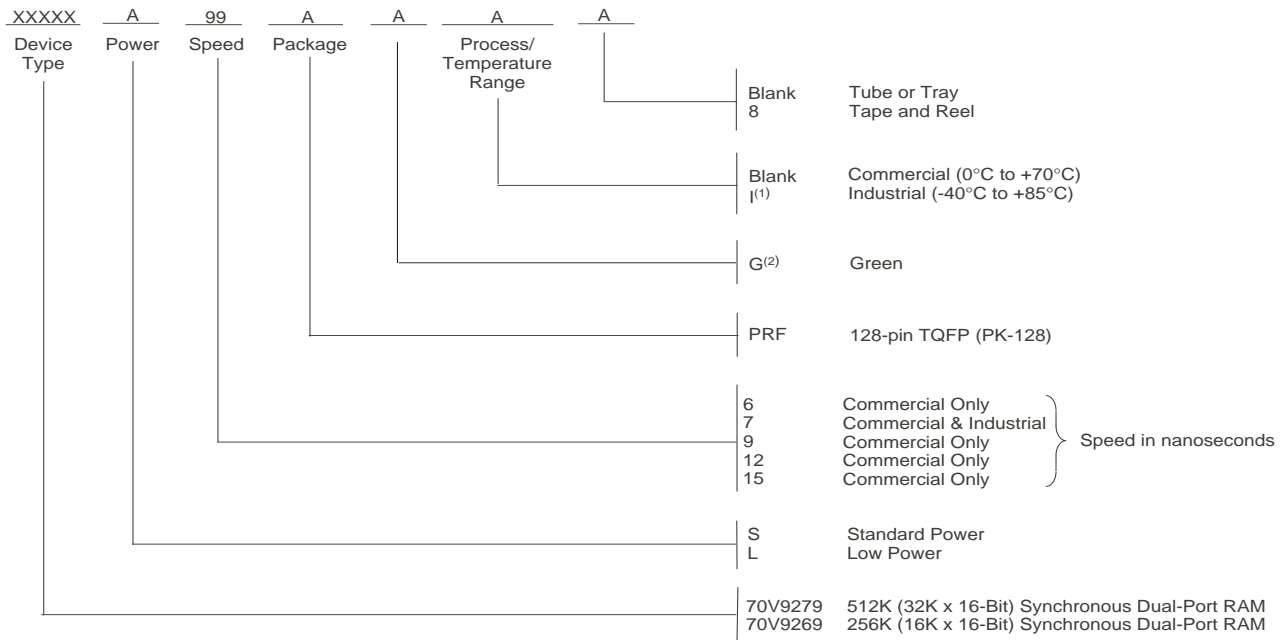 XXXXX A 99 A A A A
Device Type Power Speed Package Process/ Temperature Range
Blank Tube or Tray
8 Tape and Reel
Blank Commercial (0°C to +70°C)
I(1) Industrial (-40°C to +85°C)
G(2) Green
PRF 128-pin TQFP (PK-128)
6 Commercial Only
7 Commercial & Industrial
9 Commercial Only Speed in nanoseconds
12 Commercial Only
15 Commercial Only
S Standard Power
L Low Power
70V9279 512K (32K x 16-Bit) Synchronous Dual-Port RAM
70V9269 256K (16K x 16-Bit) Synchronous Dual-Port RAM